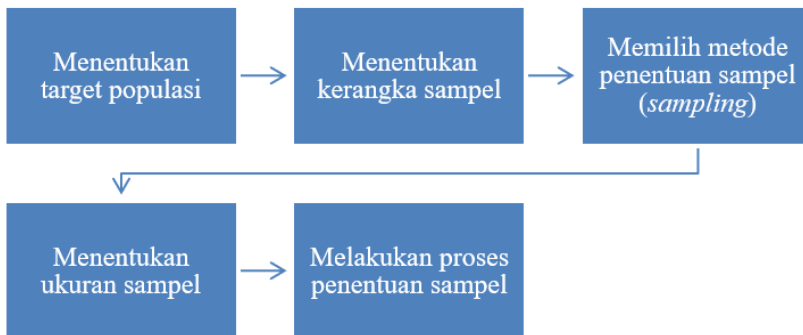 Menentukan
target populasi
Menentukan
kerangka sampel
Memilih metode
penentuan sampel
(sampling)
Menentukan
ukuran sampel
Melakukan proses
penentuan sampel